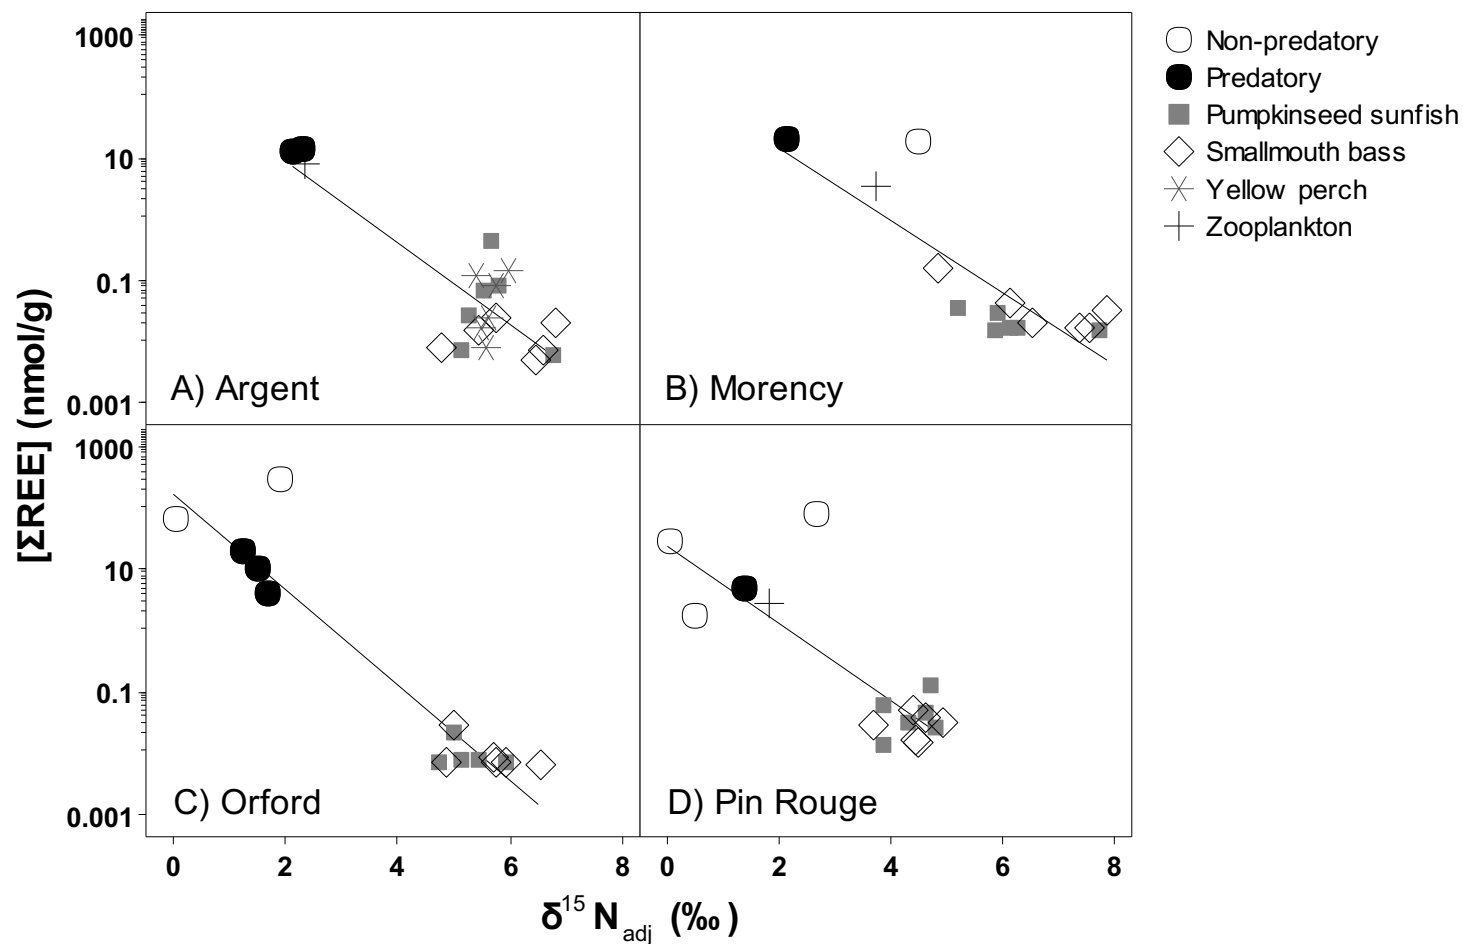 1000
10
0.1
0.001
A) Argent
B) Morency
Non-predatory
Predatory
Pumpkinseed sunfish
Smallmouth bass
Yellow perch
Zooplankton
[ΣREE] (nmol/g)
1000
10
0.1
0.001
C) Orford
D) Pin Rouge
0 2 4 6 8
0 2 4 6 8
δ15 Nadj (‰)